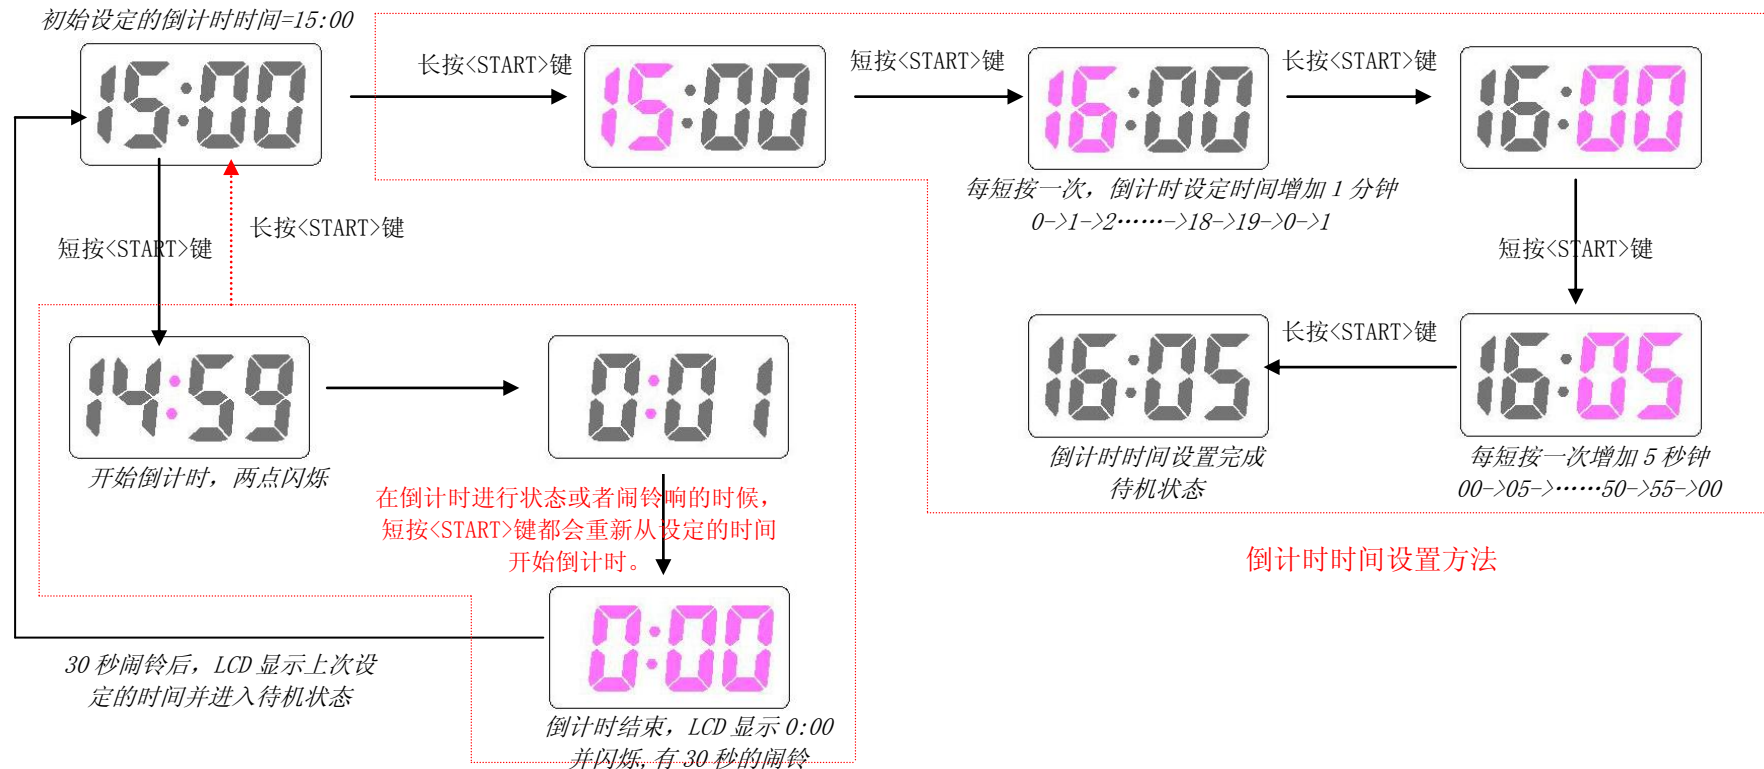 初始设定的倒计时时间=15:00
15:00
长按<START>键
15:00
短按<START>键
16:00
长按<START>键
16:00
每短按一次，倒计时设定时间增加1分钟
0->1->2……->18->19->0->1
短按<START>键
长按<START>键
短按<START>键
14:59
开始倒计时，两点闪烁
0:01
16:05
长按<START>键
16:05
倒计时时间设置完成
待机状态
每短按一次增加5秒钟
00->05->……50->55->00
在倒计时进行状态或者闹铃响的时候，
短按<START>键都会重新从设定的时间
开始倒计时。
倒计时时间设置方法
0:00
30秒闹铃后，LCD显示上次设
定的时间并进入待机状态
倒计时结束，LCD显示0:00
并闪烁,有30秒的闹铃